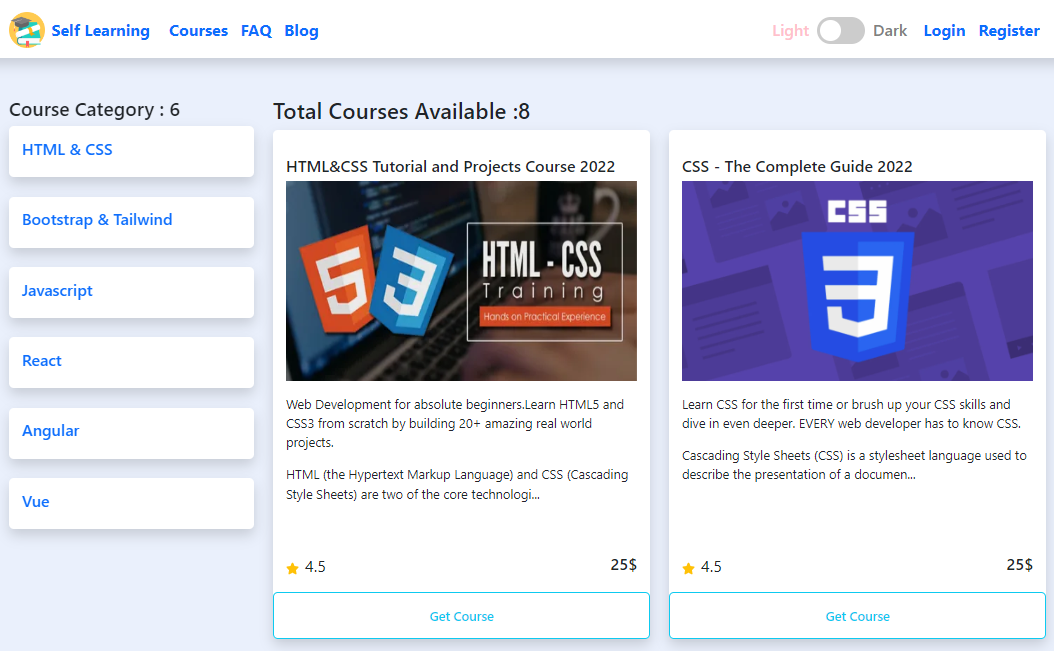 Self Learning Courses FAQ Blog Light Dark Login Register
Course Category : 6
HTML & CSS
Bootstrap & Tailwind
Javascript
React
Angular
Vue
Total Courses Available :8
HTML&CSS Tutorial and Projects Course 2022
5 3
HTML - CSS
Training
Hands on Practical Experience
Web Development for absolute beginners.Learn HTML5 and
CSS3 from scratch by building 20+ amazing real world
projects.
HTML (the Hypertext Markup Language) and CSS (Cascading
Style Sheets) are two of the core technologi...
4.5 25$
Get Course
CSS - The Complete Guide 2022
CSS
3
Learn CSS for the first time or brush up your CSS skills and
dive in even deeper. EVERY web developer has to know CSS.
Cascading Style Sheets (CSS) is a stylesheet language used to
describe the presentation of a documen...
4.5 25$
Get Course